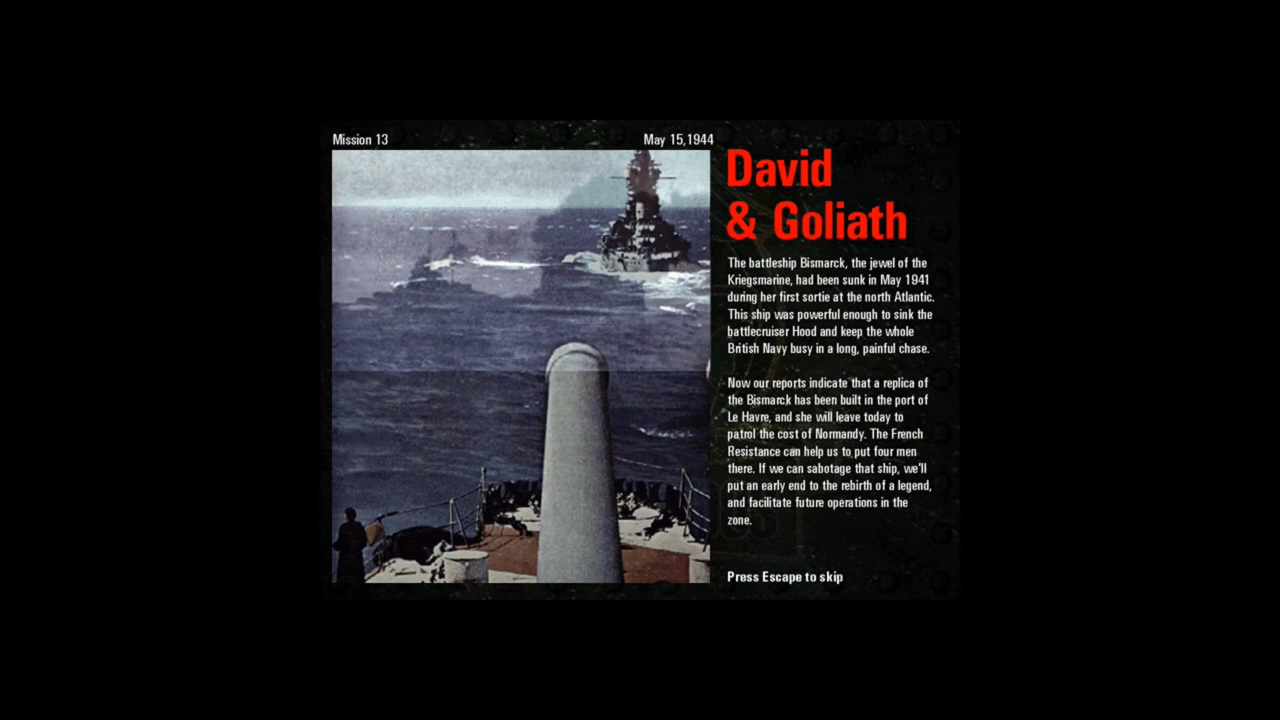 Mission 13
May 15,1944
David
& Goliath
The battleship Bismarck, the jewel of the
Kriegsmarine, had been sunk in May 1941
during her first sortie at the north Atlantic.
This ship was powerful enough to sink the
battlecruiser Hood and keep the whole
British Navy busy in a long, painful chase.
Now our reports indicate that a replica of
the Bismarck has been built in the port of
Le Havre, and she will leave today to
patrol the cost of Normandy. The French
Resistance can help us to put four men
there. If we can sabotage that ship, we'll
put an early end to the rebirth of a legend,
and facilitate future operations in the
zone.
Press Escape to skip